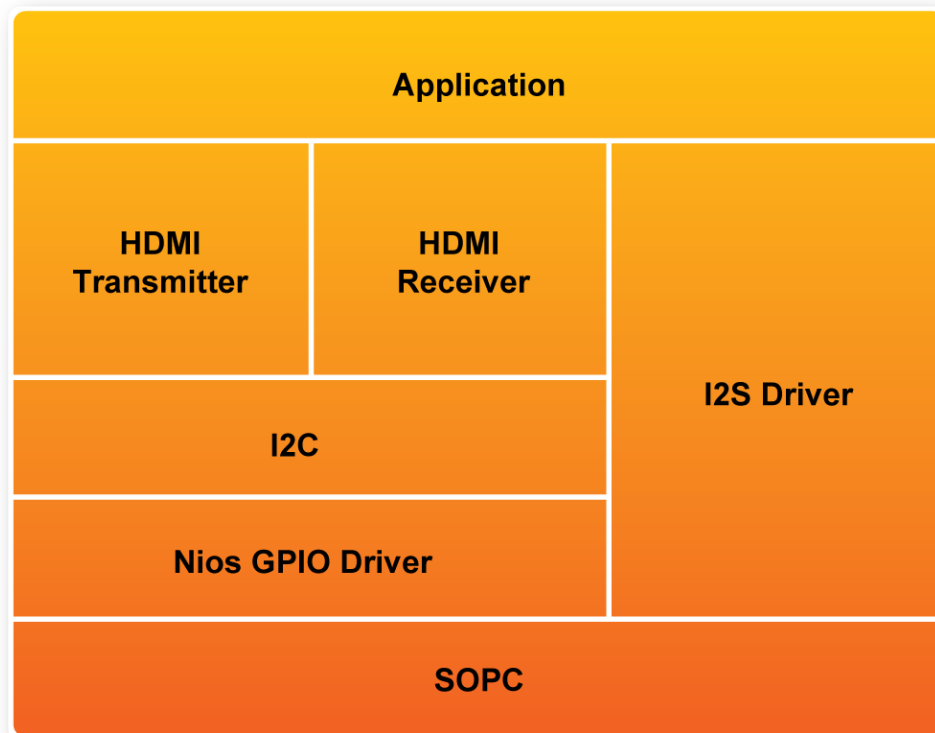 Application
HDMI
Transmitter
HDMI
Receiver
I2S Driver
I2C
Nios GPIO Driver
SOPC